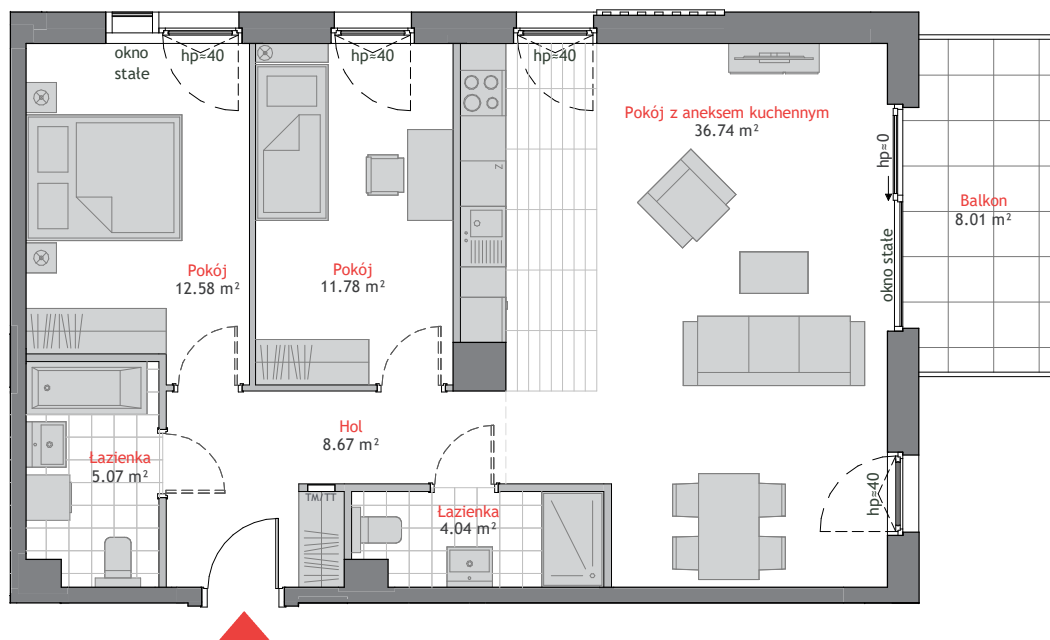 okno
stałe
hp≈40
hp≈40
hp≈40
Pokój z aneksem kuchennym
36.74 m²
hp≈0
Balkon
8.01 m²
okno stałe
Z
Pokój
12.58 m²
Pokój
11.78 m²
Hol
8.67 m²
Łazienka
5.07 m²
TM/TT
Łazienka
4.04 m²
hp≈40